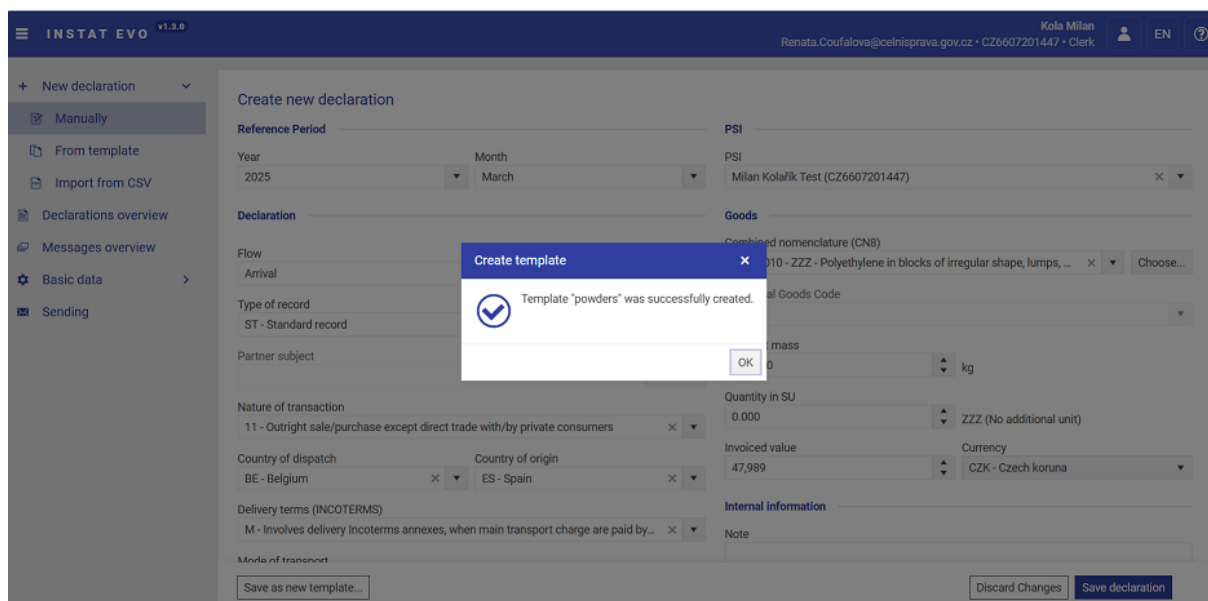 INSTAT EVO v1.3.0
Kola Milan
Renata.Coufalova@celnisprava.gov.cz • CZ6607201447 • Clerk
EN
+ New declaration
Manually
From template
Import from CSV
Declarations overview
Messages overview
Basic data
Sending
Create new declaration
Reference Period
Year
Month
2025
March
PSI
PSI
Milan Kolařík Test (CZ6607201447)
Declaration
Flow
Arrival
Type of record
ST - Standard record
Partner subject
Nature of transaction
11 - Outright sale/purchase except direct trade with/by private consumers
Country of dispatch
Country of origin
BE - Belgium
ES - Spain
Delivery terms (INCOTERMS)
M - Involves delivery Incoterms annexes, when main transport charge are paid by...
Mode of transport
Goods
Combined nomenclature (CN8)
010 - ZZZ - Polyethylene in blocks of irregular shape, lumps, ...
Choose...
Goods Code
mass
kg
Quantity in SU
0.000
ZZZ (No additional unit)
Invoiced value
Currency
47,989
CZK - Czech koruna
Internal information
Note
Create template
Template "powders" was successfully created.
OK
Save as new template...
Discard Changes
Save declaration